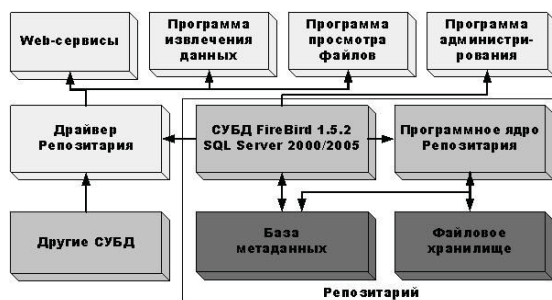 Web-сервисы
Программа
извлечения
данных
Программа
просмотра
файлов
Программа
администри-
рования
Драйвер
Репозитария
СУБД FireBird 1.5.2
SQL Server 2000/2005
Программное ядро
Репозитария
Другие СУБД
База
метаданных
Файловое
хранилище
Репозитарий